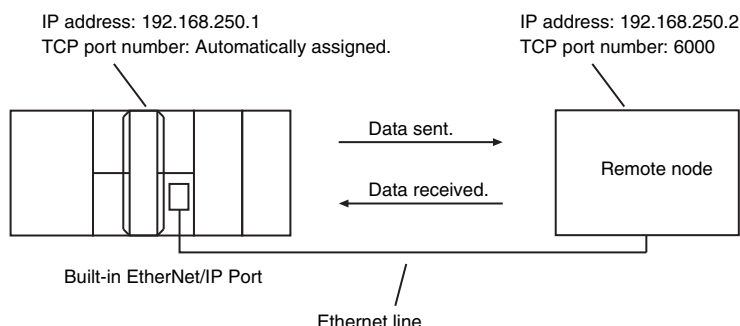 IP address: 192.168.250.1
TCP port number: Automatically assigned.
IP address: 192.168.250.2
TCP port number: 6000
Data sent.
Data received.
Remote node
Built-in EtherNet/IP Port
Ethernet line